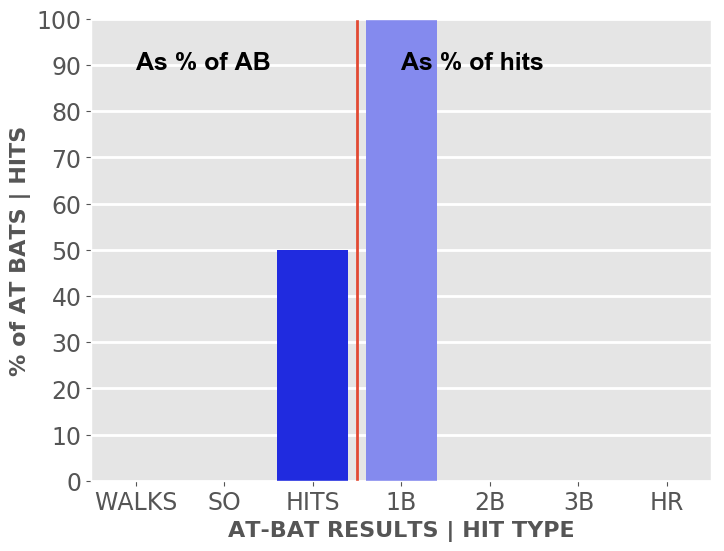 100
90
80
70
60
50
40
30
20
10
0
% of AT BATS | HITS
As % of AB
As % of hits
WALKS SO HITS 1B 2B 3B HR
AT-BAT RESULTS | HIT TYPE